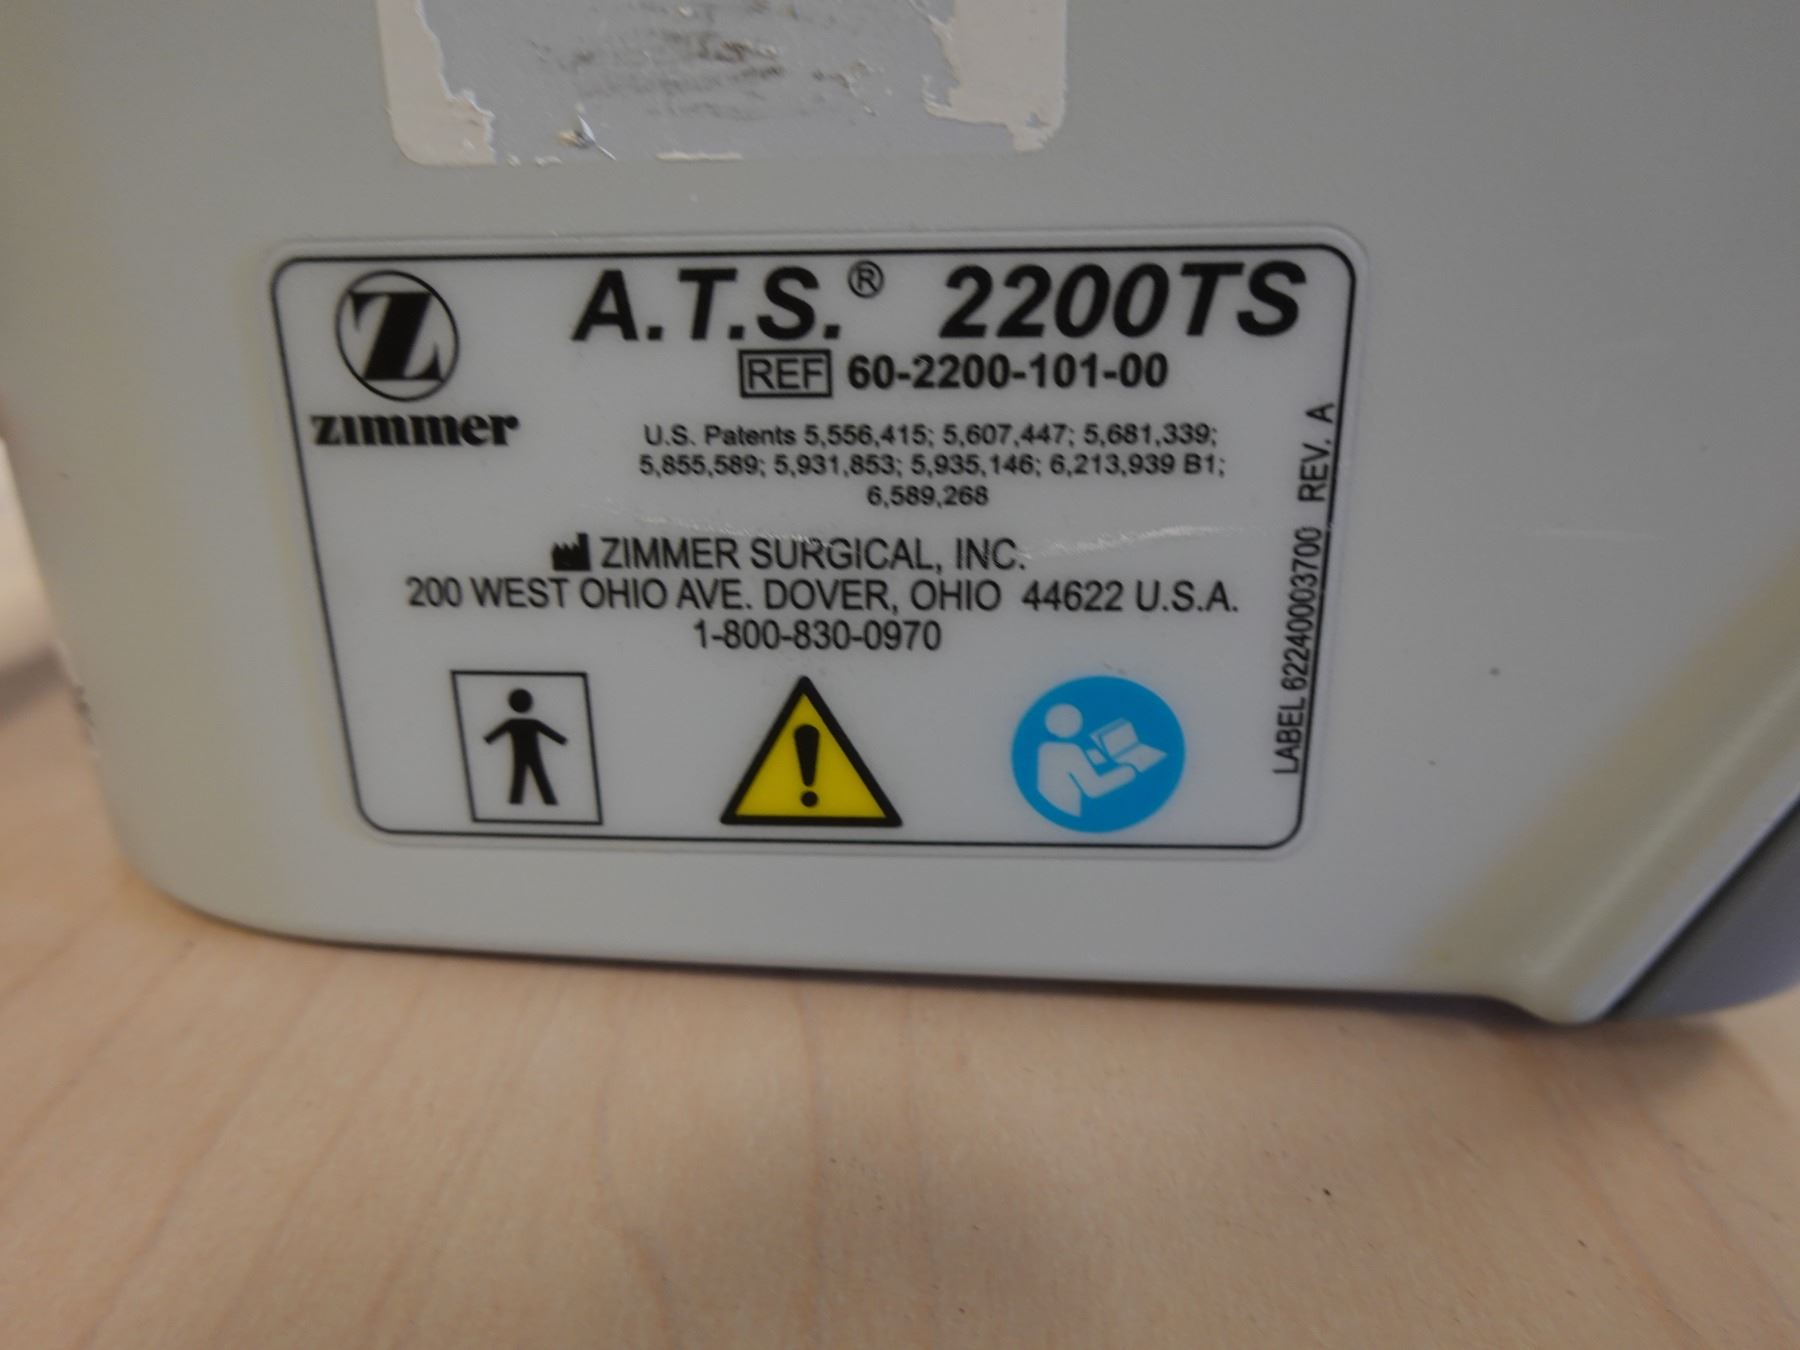 Z
zimmer
A.T.S.® 2200TS
REF 60-2200-101-00
U.S. Patents 5,556,415; 5,607,447; 5,681,339;
5,855,589; 5,931,853; 5,935,146; 6,213,939 B1;
6,589,268
ZIMMER SURGICAL, INC.
200 WEST OHIO AVE. DOVER, OHIO 44622 U.S.A.
1-800-830-0970
LABEL 62240003700 REV. A